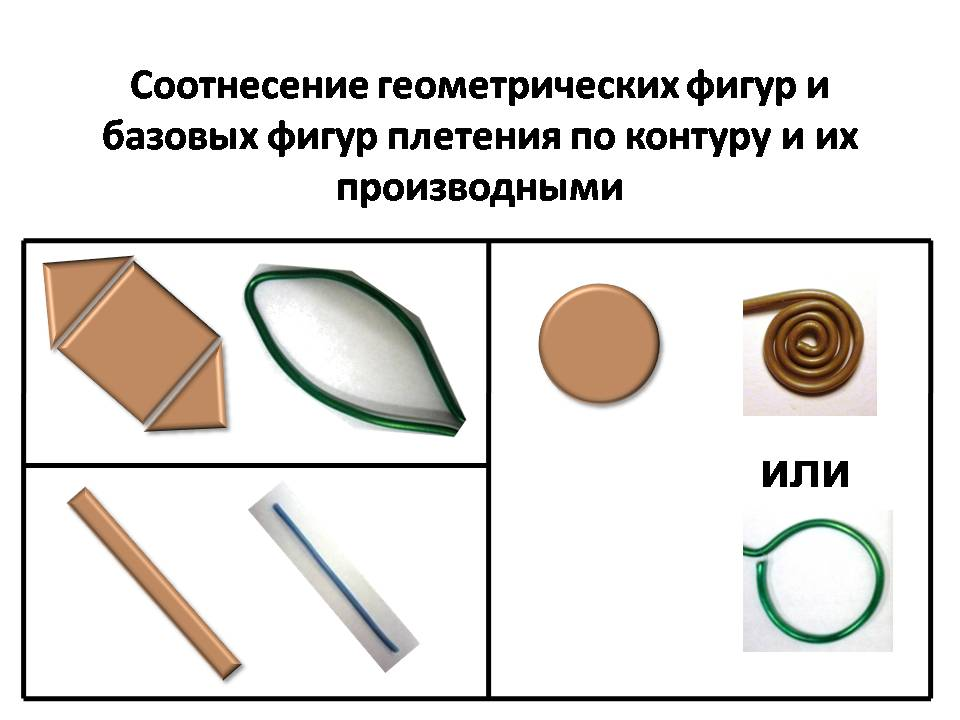 Соотнесение геометрических фигур и
базовых фигур плетения по контуру и их
производными
или